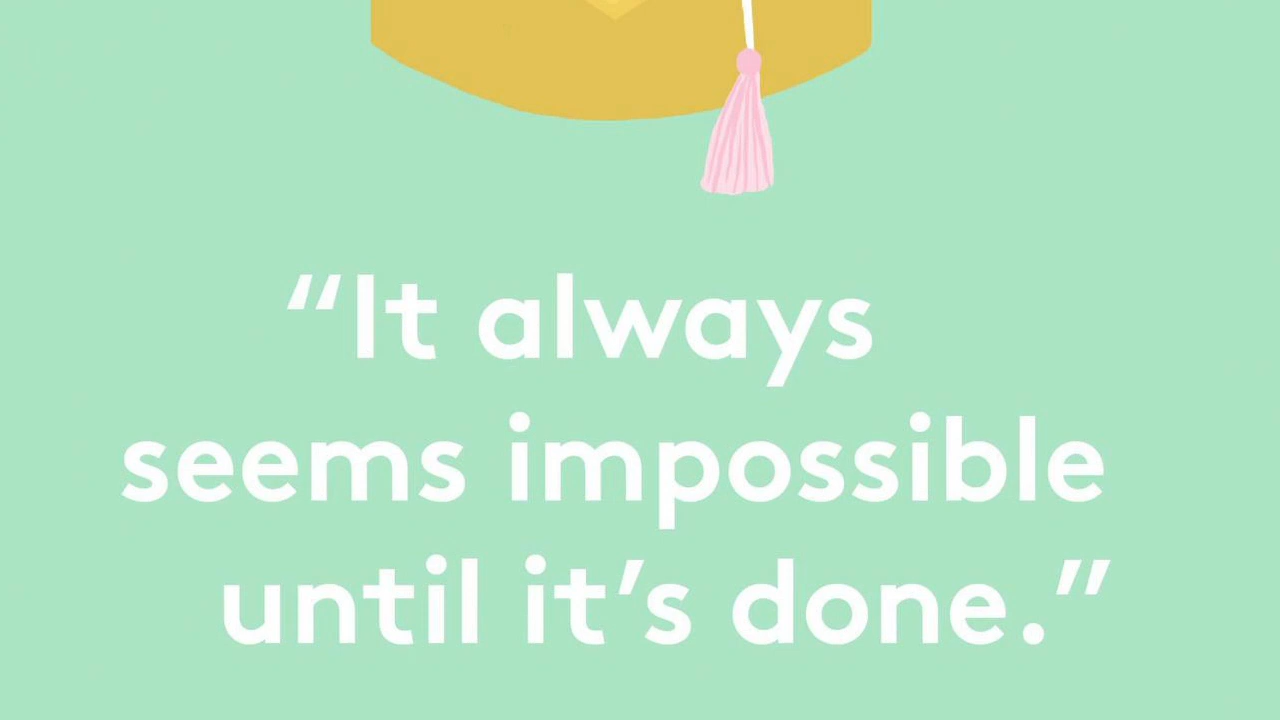 “It always
seems impossible
until it’s done.”